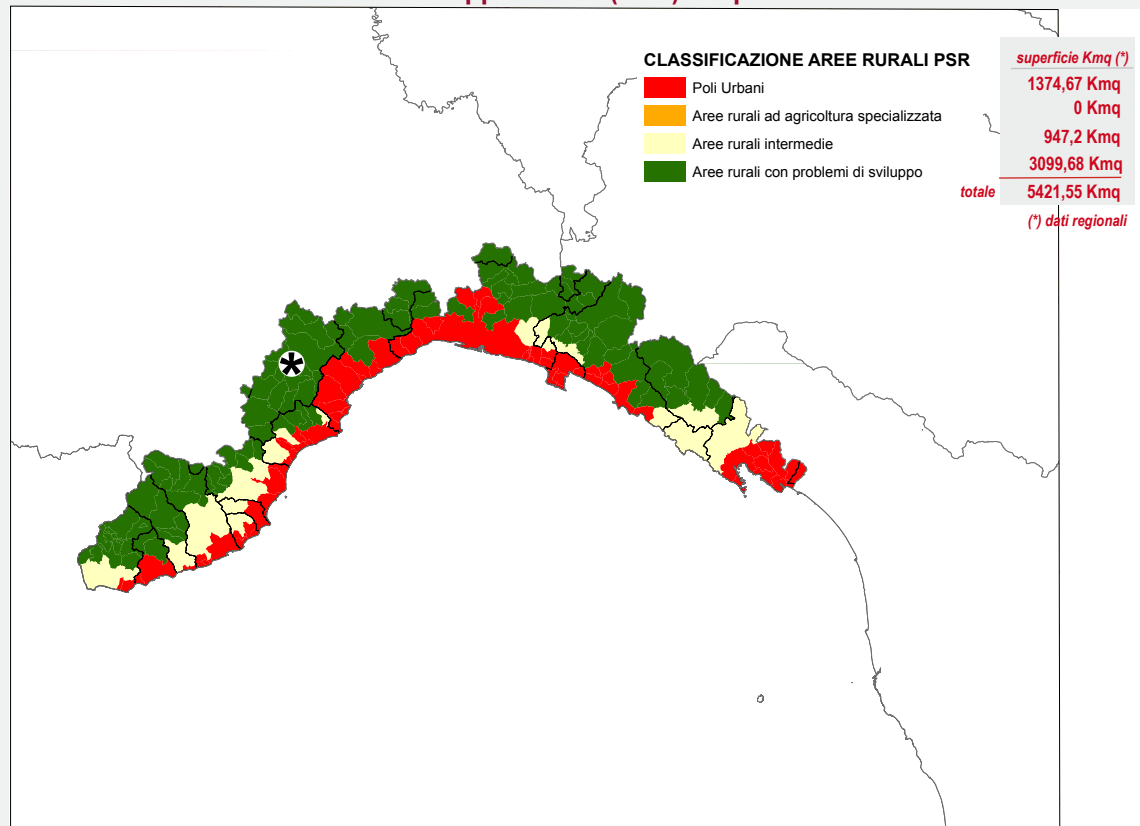 CLASSIFICAZIONE AREE RURALI PSR
superficie Kmq (*)
Poli Urbani 1374,67 Kmq
Aree rurali ad agricoltura specializzata 0 Kmq
Aree rurali intermedie 947,2 Kmq
Aree rurali con problemi di sviluppo 3099,68 Kmq
totale 5421,55 Kmq
(*) dati regionali
*